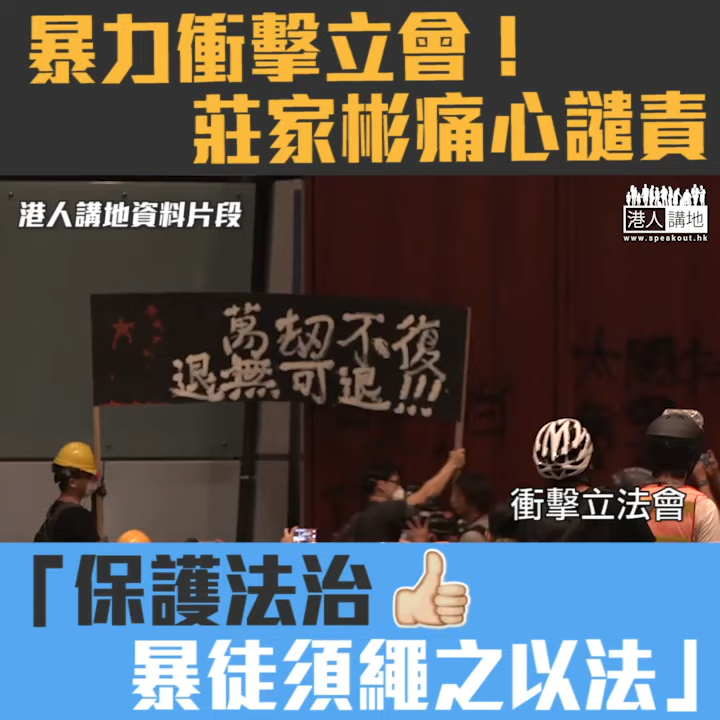 暴力衝擊立會！
莊家彬痛心譴責
港人講地資料片段
港人講地
www.speakout.hk
萬劫不復
退無可退!!!
衝擊立法會
「保護法治
暴徒須繩之以法」